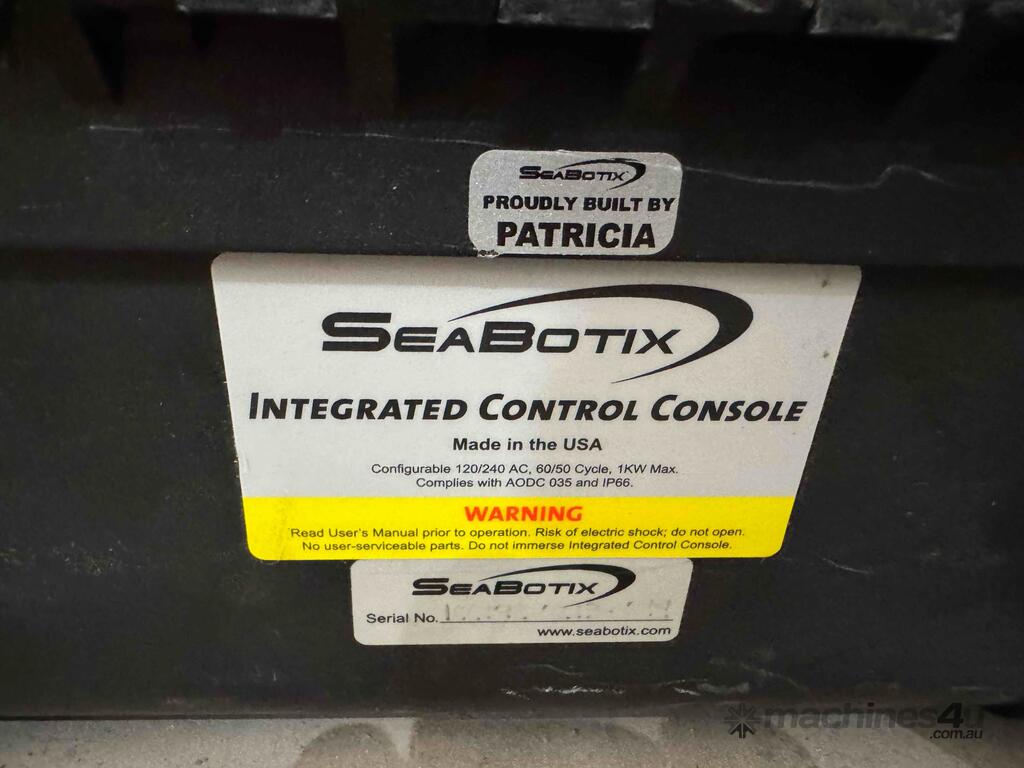 SEABOTIX
PROUDLY BUILT BY
PATRICIA
SEABOTIX
INTEGRATED CONTROL CONSOLE
Made in the USA
Configurable 120/240 AC, 60/50 Cycle, 1KW Max.
Complies with AODC 035 and IP66.
WARNING
Read User's Manual prior to operation. Risk of electric shock; do not open.
No user-serviceable parts. Do not immerse Integrated Control Console.
SEABOTIX
Serial No.
www.seabotix.com
machines4u
.com.au